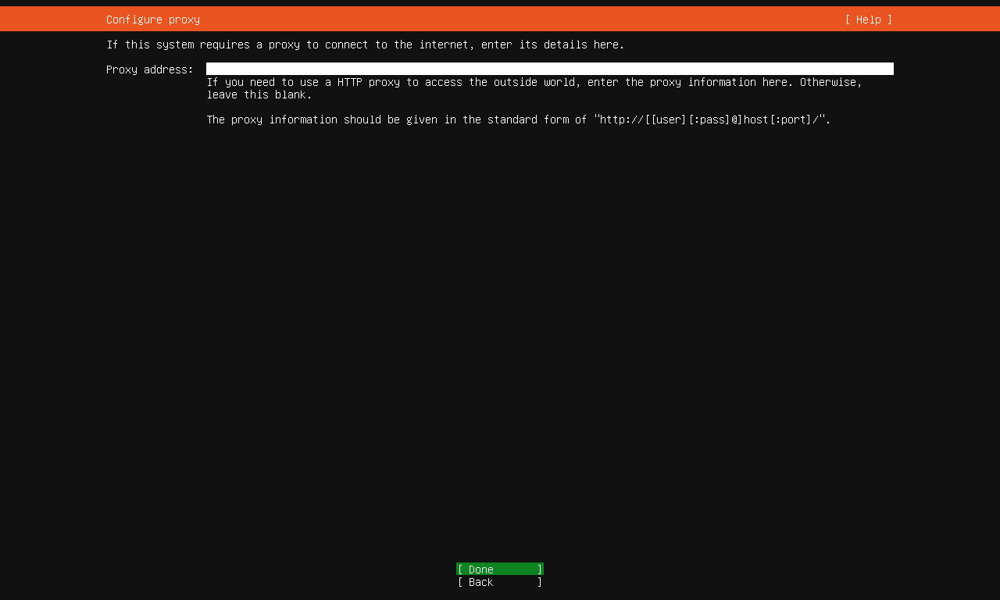 Configure proxy [ Help ]
If this system requires a proxy to connect to the internet, enter its details here.
Proxy address:
If you need to use a HTTP proxy to access the outside world, enter the proxy information here. Otherwise,
leave this blank.
The proxy information should be given in the standard form of "http://[[user][:pass]@]host[:port]/".
[ Done ]
[ Back ]